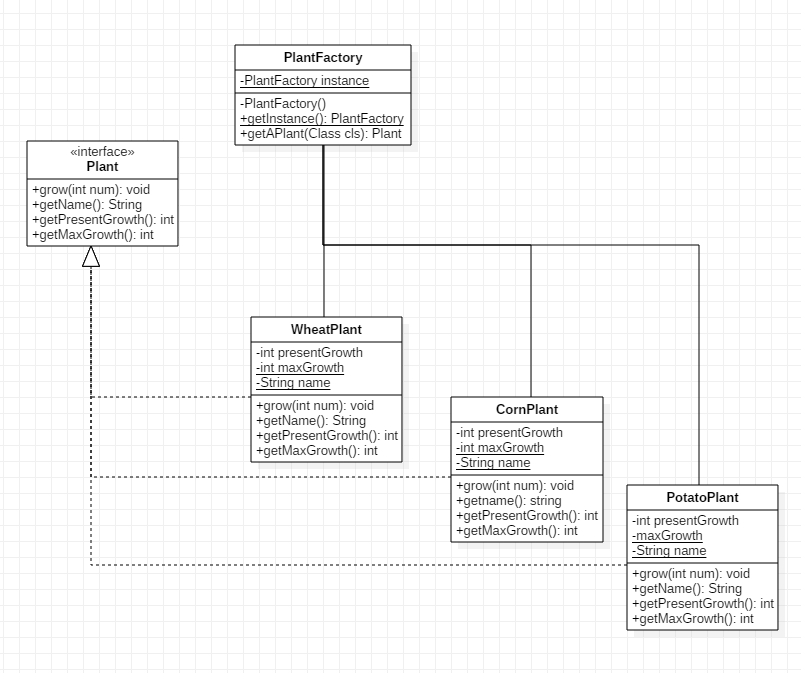 PlantFactory
-PlantFactory instance
-PlantFactory()
+getInstance(): PlantFactory
+getAPlant(Class cls): Plant
«interface»
Plant
+grow(int num): void
+getName(): String
+getPresentGrowth(): int
+getMaxGrowth(): int
WheatPlant
-int presentGrowth
-int maxGrowth
-String name
+grow(int num): void
+getName(): String
+getPresentGrowth(): int
+getMaxGrowth(): int
CornPlant
-int presentGrowth
-int maxGrowth
-String name
+grow(int num): void
+getname(): string
+getPresentGrowth(): int
+getMaxGrowth(): int
PotatoPlant
-int presentGrowth
-maxGrowth
-String name
+grow(int num): void
+getName(): String
+getPresentGrowth(): int
+getMaxGrowth(): int